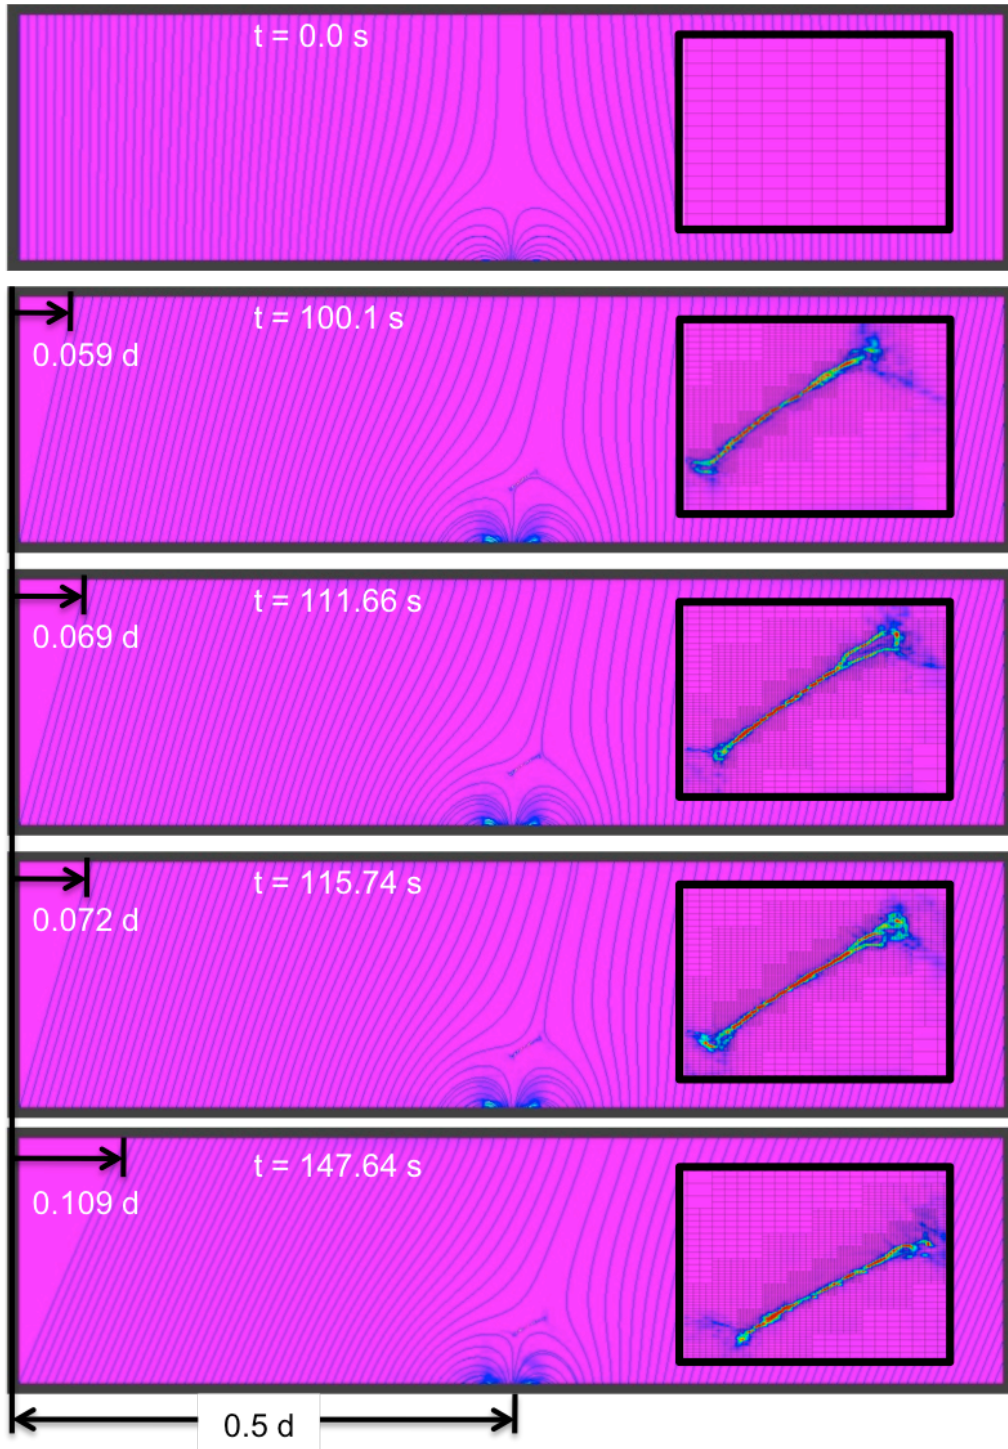 t = 0.0 s
t = 100.1 s
0.059 d
t = 111.66 s
0.069 d
t = 115.74 s
0.072 d
t = 147.64 s
0.109 d
0.5 d